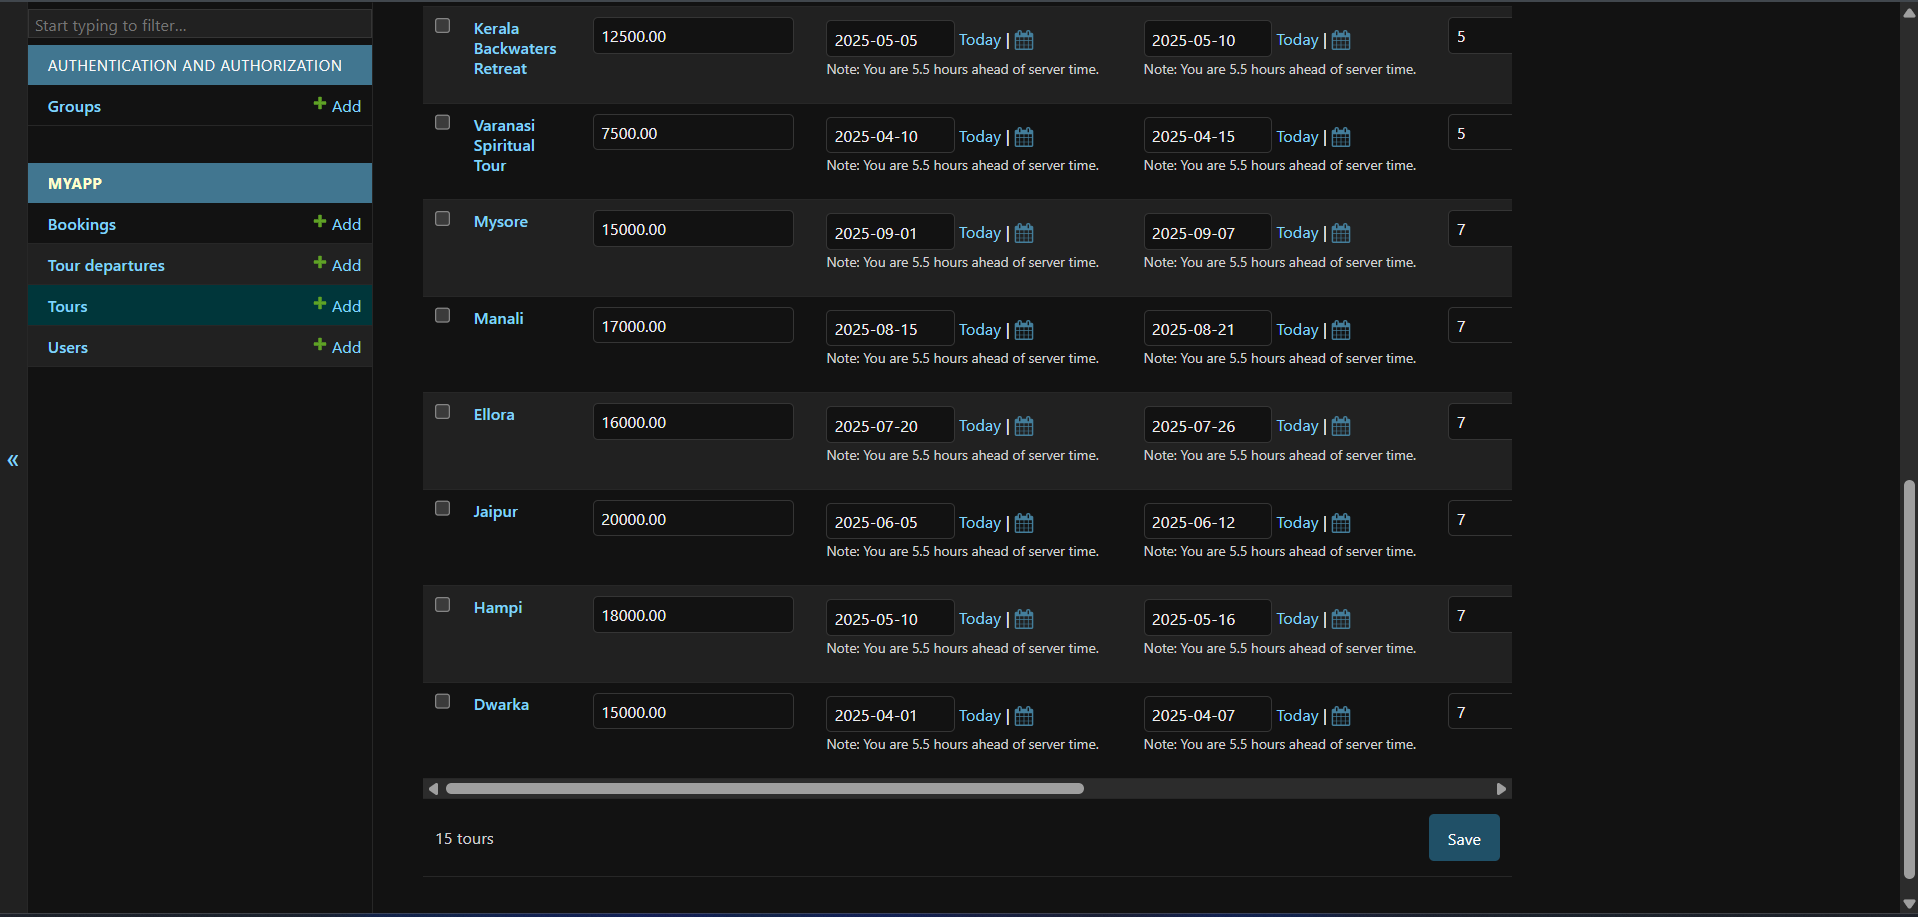 Start typing to filter...
AUTHENTICATION AND AUTHORIZATION
Groups + Add
MYAPP
Bookings + Add
Tour departures + Add
Tours + Add
Users + Add
«
Kerala
Backwaters
Retreat
12500.00
2025-05-05 Today |
Note: You are 5.5 hours ahead of server time.
2025-05-10 Today |
Note: You are 5.5 hours ahead of server time.
5
Varanasi
Spiritual
Tour
7500.00
2025-04-10 Today |
Note: You are 5.5 hours ahead of server time.
2025-04-15 Today |
Note: You are 5.5 hours ahead of server time.
5
Mysore
15000.00
2025-09-01 Today |
Note: You are 5.5 hours ahead of server time.
2025-09-07 Today |
Note: You are 5.5 hours ahead of server time.
7
Manali
17000.00
2025-08-15 Today |
Note: You are 5.5 hours ahead of server time.
2025-08-21 Today |
Note: You are 5.5 hours ahead of server time.
7
Ellora
16000.00
2025-07-20 Today |
Note: You are 5.5 hours ahead of server time.
2025-07-26 Today |
Note: You are 5.5 hours ahead of server time.
7
Jaipur
20000.00
2025-06-05 Today |
Note: You are 5.5 hours ahead of server time.
2025-06-12 Today |
Note: You are 5.5 hours ahead of server time.
7
Hampi
18000.00
2025-05-10 Today |
Note: You are 5.5 hours ahead of server time.
2025-05-16 Today |
Note: You are 5.5 hours ahead of server time.
7
Dwarka
15000.00
2025-04-01 Today |
Note: You are 5.5 hours ahead of server time.
2025-04-07 Today |
Note: You are 5.5 hours ahead of server time.
7
15 tours
Save